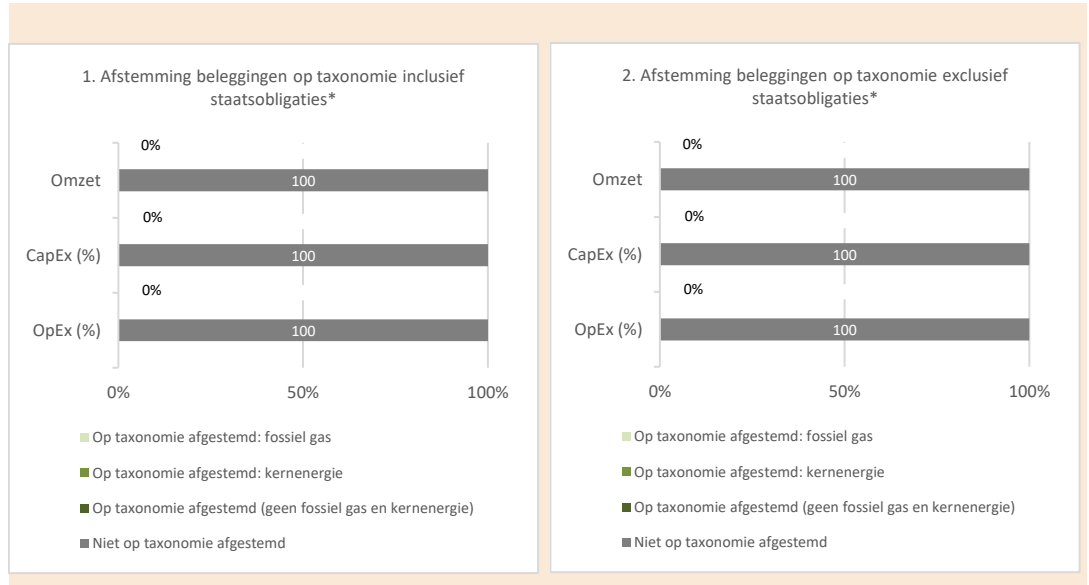 1. Afstemming beleggingen op taxonomie inclusief
staatsobligaties*
0%
Omzet
100
0%
CapEx (%)
100
0%
OpEx (%)
100
0%
50%
100%
Op taxonomie afgestemd: fossiel gas
Op taxonomie afgestemd: kernenergie
Op taxonomie afgestemd (geen fossiel gas en kernenergie)
Niet op taxonomie afgestemd
2. Afstemming beleggingen op taxonomie exclusief
staatsobligaties*
0%
Omzet
100
0%
CapEx (%)
100
0%
OpEx (%)
100
0%
50%
100%
Op taxonomie afgestemd: fossiel gas
Op taxonomie afgestemd: kernenergie
Op taxonomie afgestemd (geen fossiel gas en kernenergie)
Niet op taxonomie afgestemd